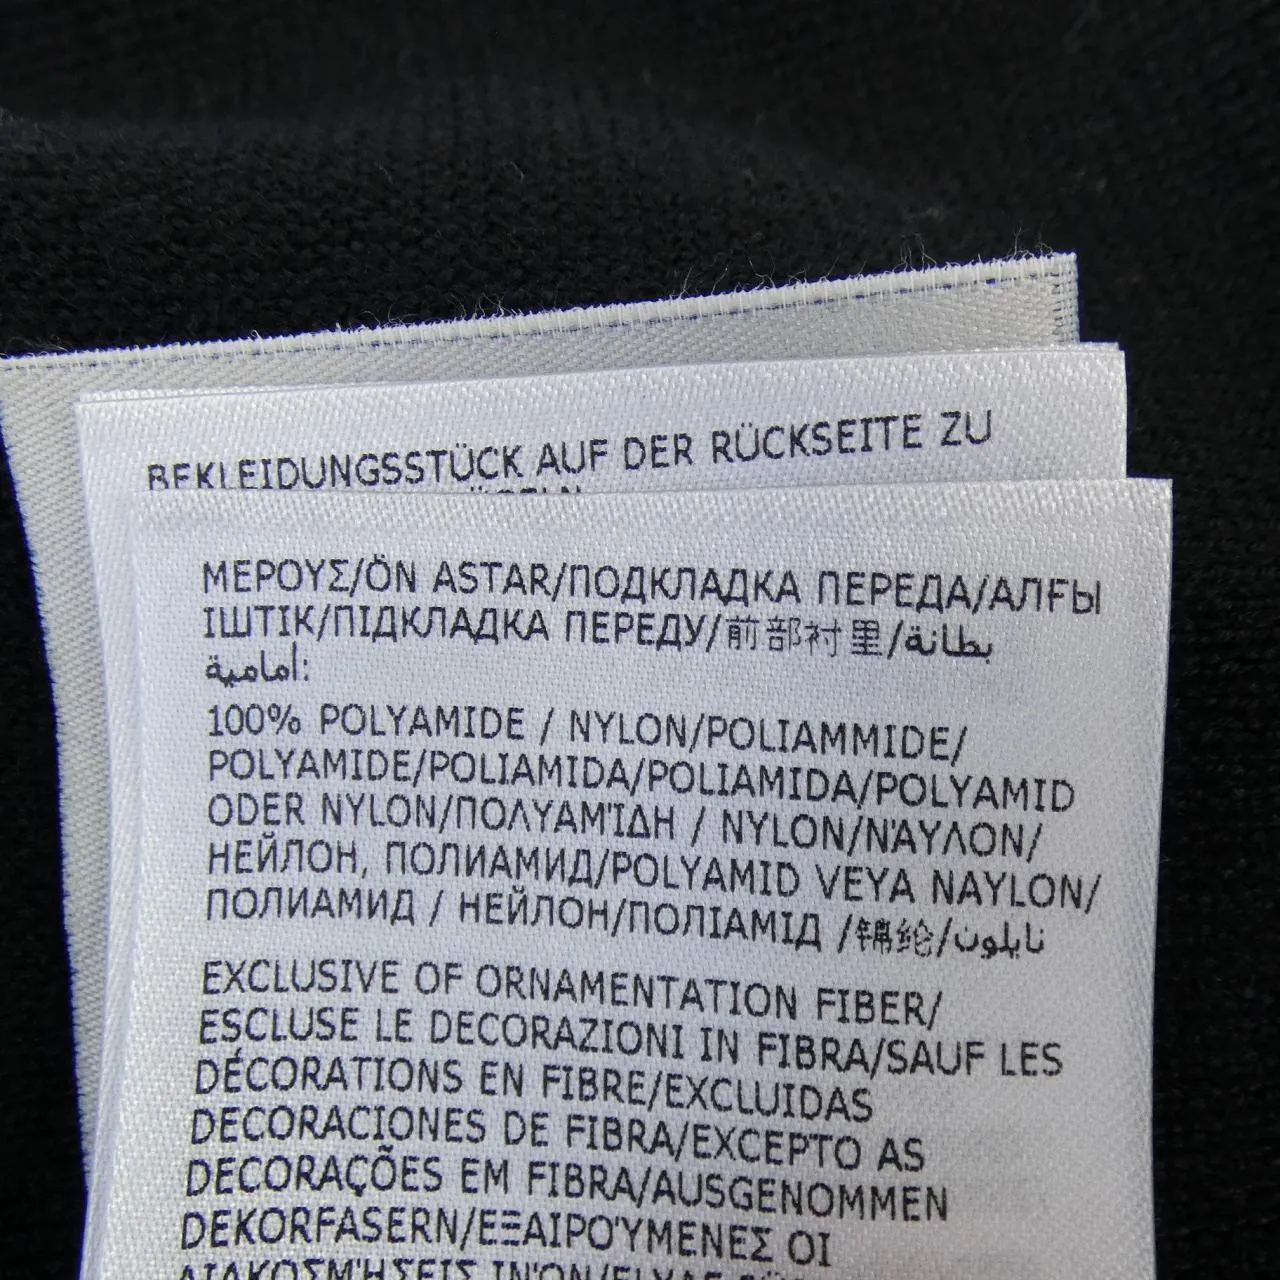 BEKLEIDUNGSSTÜCK AUF DER RÜCKSEITE ZU
ΜΕΡΟΥΣ/ÖN ASTAR/ПОДКЛАДКА ПЕРЕДА/АЛҒЫ
ІШТІК/ПІДКЛАДКА ПЕРЕДУ/前部衬里/بطانة
أمامية:
100% POLYAMIDE / NYLON/POLIAMMIDE/
POLYAMIDE/POLIAMIDA/POLIAMIDA/POLYAMID
ODER NYLON/ΠΟΛΥΑΜΊΔΗ / NYLON/ΝΆΥΛΟΝ/
НЕЙЛОН, ПОЛИАМИД/POLYAMID VEYA NAYLON/
ПОЛИАМИД / НЕЙЛОН/ПОЛІАМІД /锦纶/نايلون
EXCLUSIVE OF ORNAMENTATION FIBER/
ESCLUSE LE DECORAZIONI IN FIBRA/SAUF LES
DÉCORATIONS EN FIBRE/EXCLUIDAS
DECORACIONES DE FIBRA/EXCEPTO AS
DECORAÇÕES EM FIBRA/AUSGENOMMEN
DEKORFASERN/ΕΞΑΙΡΟΎΜΕΝΕΣ ΟΙ
ΔΙΑΚΟΣΜΉΣΕΙΣ ΙΝΏΝ/ELYAF